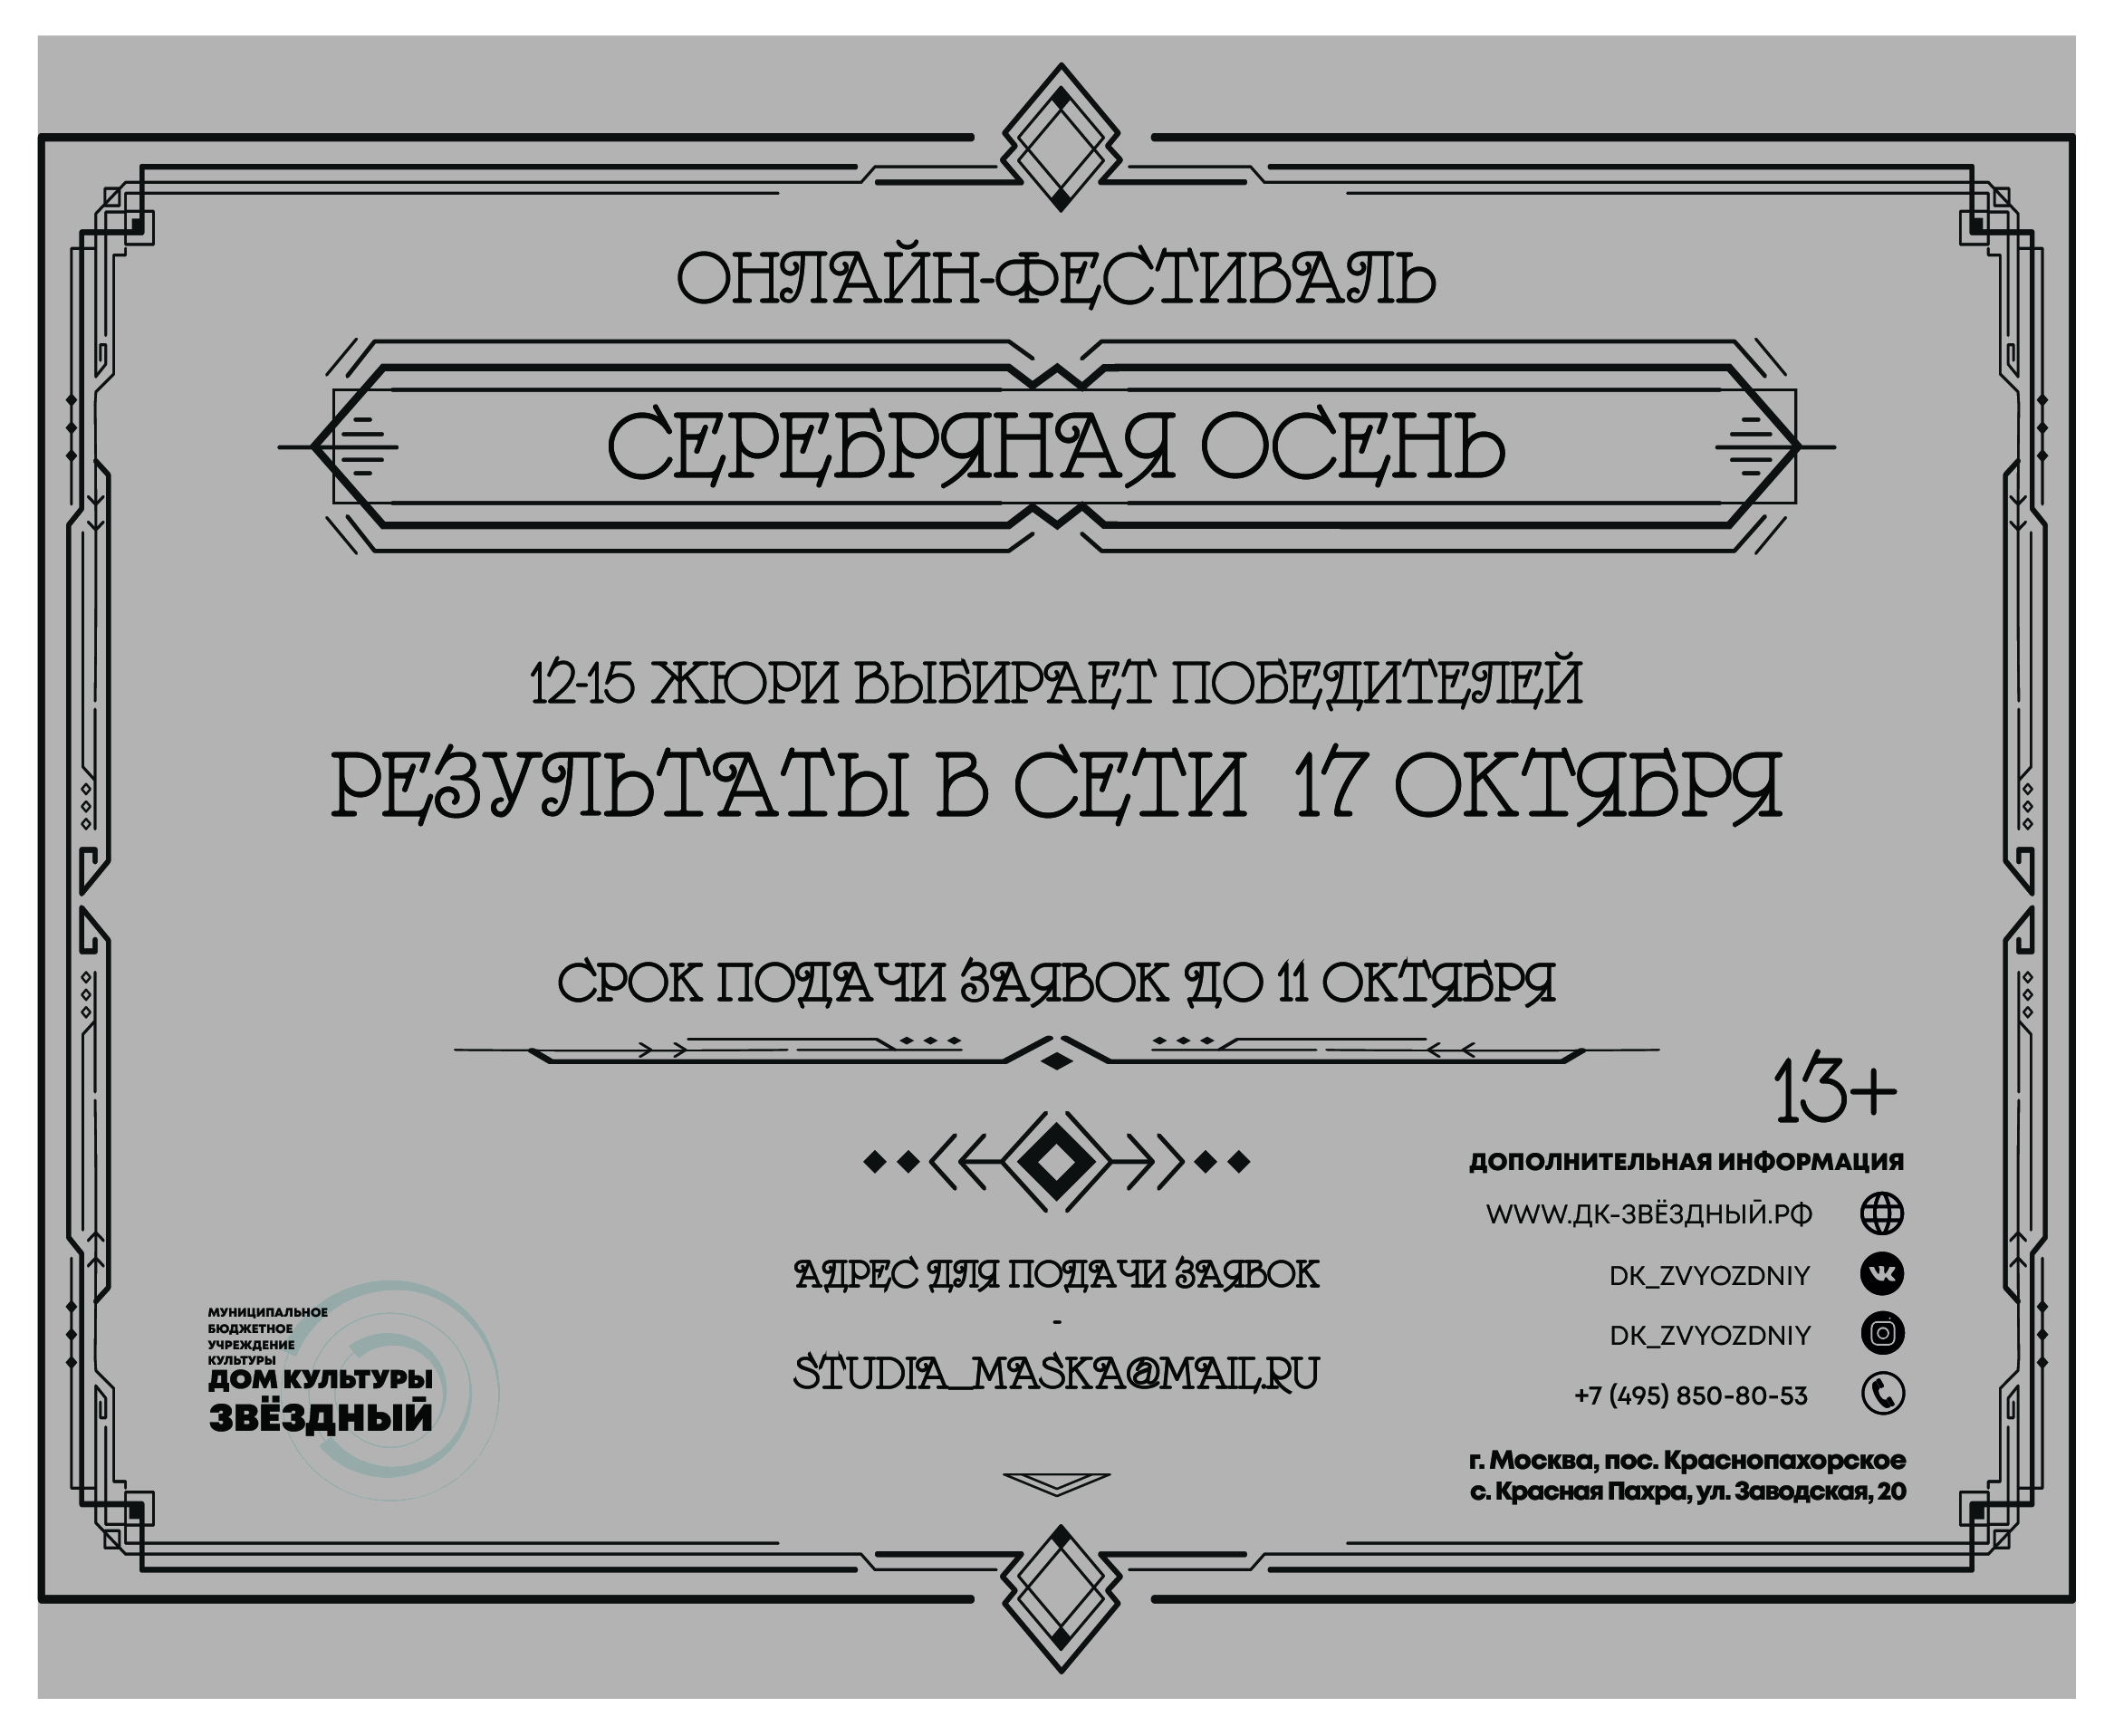 ОНЛАЙН-ФЕСТИВАЛЬ
СЕРЕБРЯНАЯ ОСЕНЬ
12-15 ЖЮРИ ВЫБИРАЕТ ПОБЕДИТЕЛЕЙ
РЕЗУЛЬТАТЫ В СЕТИ 17 ОКТЯБРЯ
СРОК ПОДАЧИ ЗАЯВОК ДО 11 ОКТЯБРЯ
АДРЕС ДЛЯ ПОДАЧИ ЗАЯВОК
-
STUDIA_MASKA@MAIL.RU
МУНИЦИПАЛЬНОЕ
БЮДЖЕТНОЕ
УЧРЕЖДЕНИЕ
КУЛЬТУРЫ
ДОМ КУЛЬТУРЫ
ЗВЁЗДНЫЙ
13+
ДОПОЛНИТЕЛЬНАЯ ИНФОРМАЦИЯ
WWW.ДК-ЗВЁЗДНЫЙ.РФ
DK_ZVYOZDNIY
DK_ZVYOZDNIY
+7 (495) 850-80-53
г. Москва, пос. Краснопахорское
с. Красная Пахра, ул. Заводская, 20